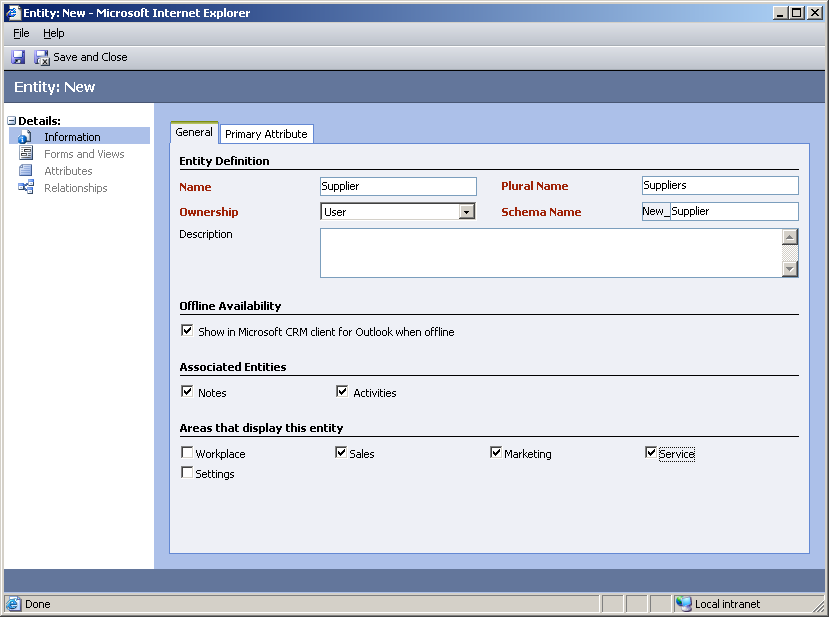 Entity: New - Microsoft Internet Explorer
File Help
Save and Close
Entity: New
Details:
Information
Forms and Views
Attributes
Relationships
General Primary Attribute
Entity Definition
Name Supplier Plural Name Suppliers
Ownership User Schema Name New_ Supplier
Description
Offline Availability
Show in Microsoft CRM client for Outlook when offline
Associated Entities
Notes Activities
Areas that display this entity
Workplace Sales Marketing Service
Settings
Done Local intranet